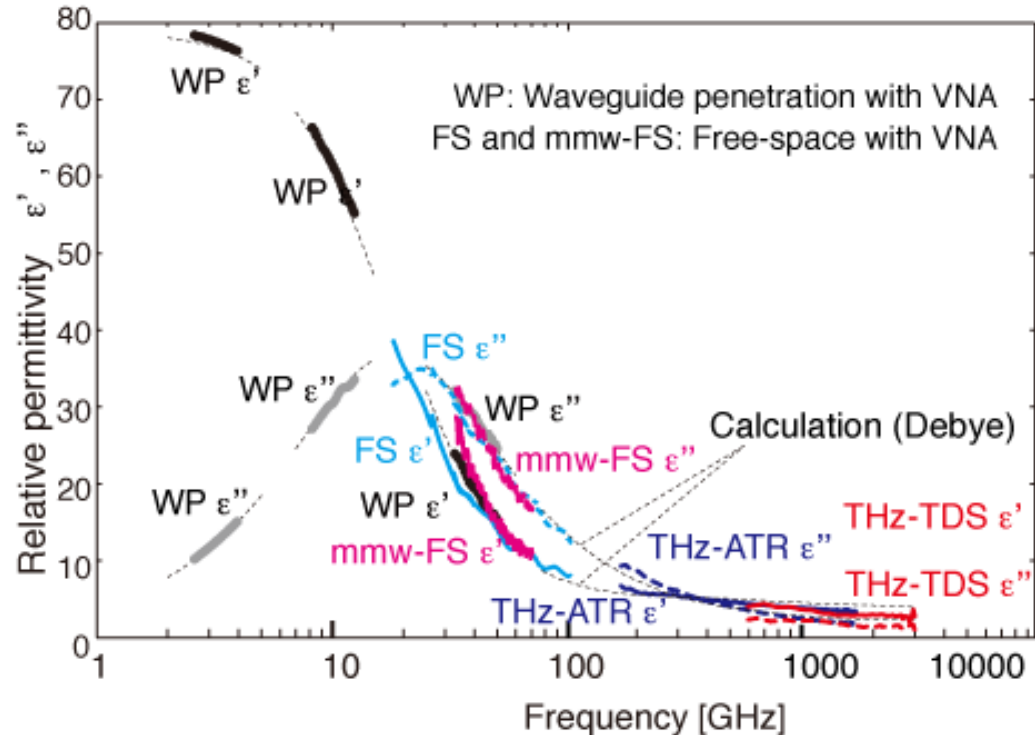 80
70
60
50
40
30
20
10
0
Relative permittivity ε' , ε''
WP ε'
WP: Waveguide penetration with VNA
FS and mmw-FS: Free-space with VNA
WP ε'
FS ε''
WP ε''
WP ε''
Calculation (Debye)
FS ε'
mmw-FS ε''
WP ε''
WP ε'
THz-TDS ε'
mmw-FS ε'
THz-ATR ε''
THz-TDS ε''
THz-ATR ε'
1
10
100
1000
10000
Frequency [GHz]